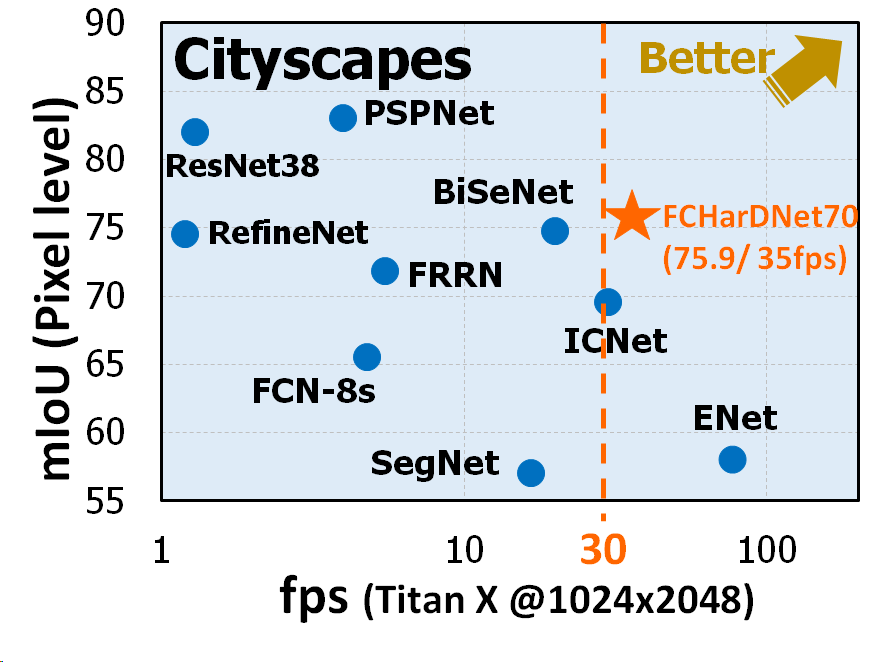 90
Cityscapes
Better
85
PSPNet
80
ResNet38
BiSeNet
75
RefineNet
FCHarDNet70
(75.9/ 35fps)
FRRN
70
ICNet
65
FCN-8s
60
ENet
SegNet
55
mIoU (Pixel level)
1
10
30
100
fps (Titan X @1024x2048)